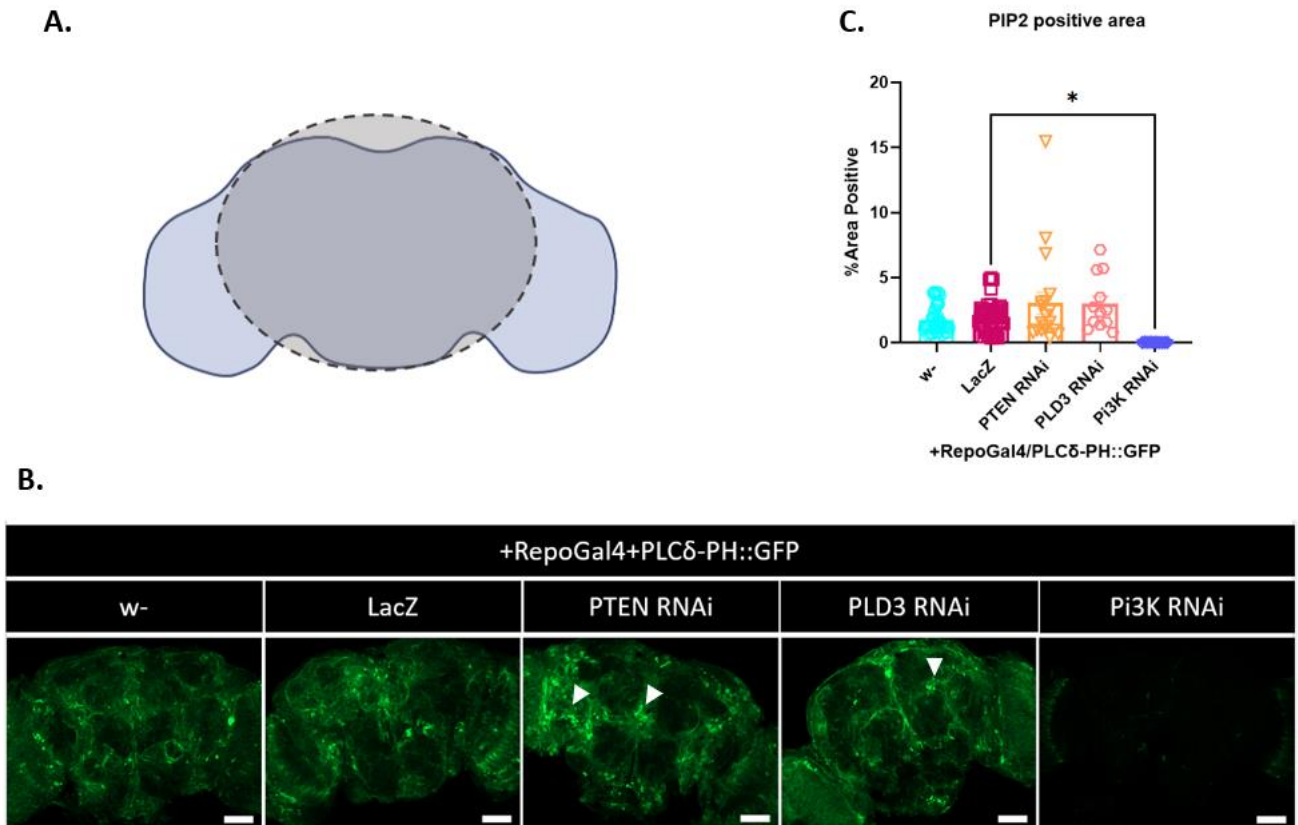 A.
C.
PIP2 positive area
20
*
15
10
5
0
%Area Positive
w-
LacZ
PTEN RNAi
PLD3 RNAi
Pi3K RNAi
+RepoGal4/PLCδ-PH::GFP
B.
+RepoGal4+PLCδ-PH::GFP
w-
LacZ
PTEN RNAi
PLD3 RNAi
Pi3K RNAi